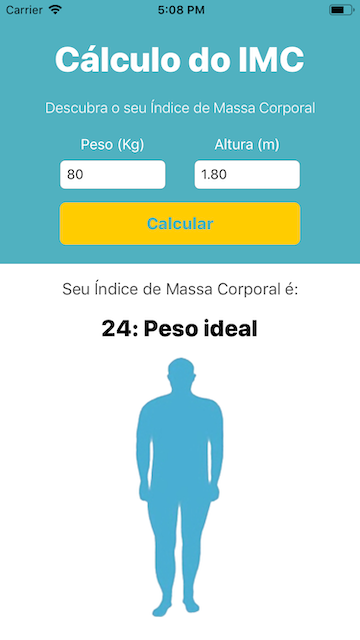 Carrier 5:08 PM
Cálculo do IMC
Descubra o seu Índice de Massa Corporal
Peso (Kg) Altura (m)
80 1.80
Calcular
Seu Índice de Massa Corporal é:
24: Peso ideal